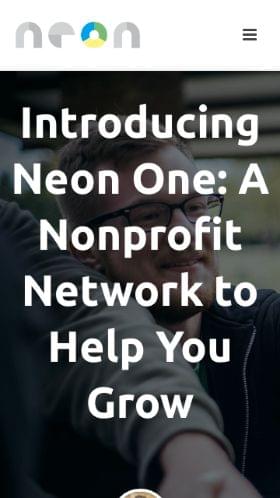 neon
Introducing
Neon One: A
Nonprofit
Network to
Help You
Grow